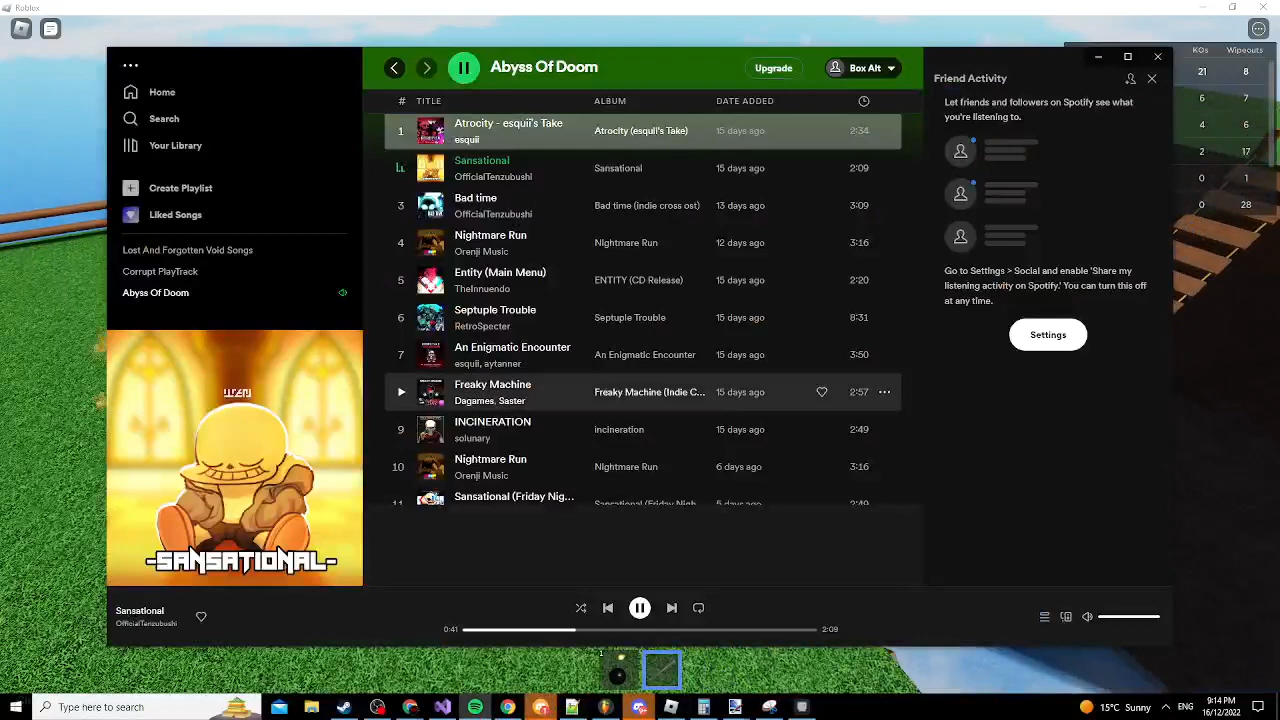 Roblox
KOs Wipeouts
21 8
6 7
4 6
2 17
0 1
0 28
Home
Search
Your Library
Create Playlist
Liked Songs
Lost And Forgotten Void Songs
Corrupt PlayTrack
Abyss Of Doom
-SANSATIONAL-
Abyss Of Doom
Upgrade
Box Alt
# TITLE ALBUM DATE ADDED
1 Atrocity - esquii's Take Atrocity (esquii's Take) 15 days ago 2:34
esquii
Sansational Sansational 15 days ago 2:09
OfficialTenzubushi
3 Bad time Bad time (indie cross ost) 13 days ago 3:09
OfficialTenzubushi
4 Nightmare Run Nightmare Run 12 days ago 3:16
Orenji Music
5 Entity (Main Menu) ENTITY (CD Release) 15 days ago 2:20
TheInnuendo
6 Septuple Trouble Septuple Trouble 15 days ago 8:31
RetroSpecter
7 An Enigmatic Encounter An Enigmatic Encounter 15 days ago 3:50
esquii, aytanner
Freaky Machine Freaky Machine (Indie C... 15 days ago 2:57
Dagames, Saster
9 INCINERATION incineration 15 days ago 2:49
solunary
10 Nightmare Run Nightmare Run 6 days ago 3:16
Orenji Music
11 Sansational (Friday Nig... Sansational (Friday Nigh... 5 days ago 2:49
Friend Activity
Let friends and followers on Spotify see what
you're listening to.
Go to Settings > Social and enable 'Share my
listening activity on Spotify.' You can turn this off
at any time.
Settings
Sansational
OfficialTenzubushi
0:41 2:09
1
Type here to search
15°C Sunny
ENG
9:14 PM
16/12/2022